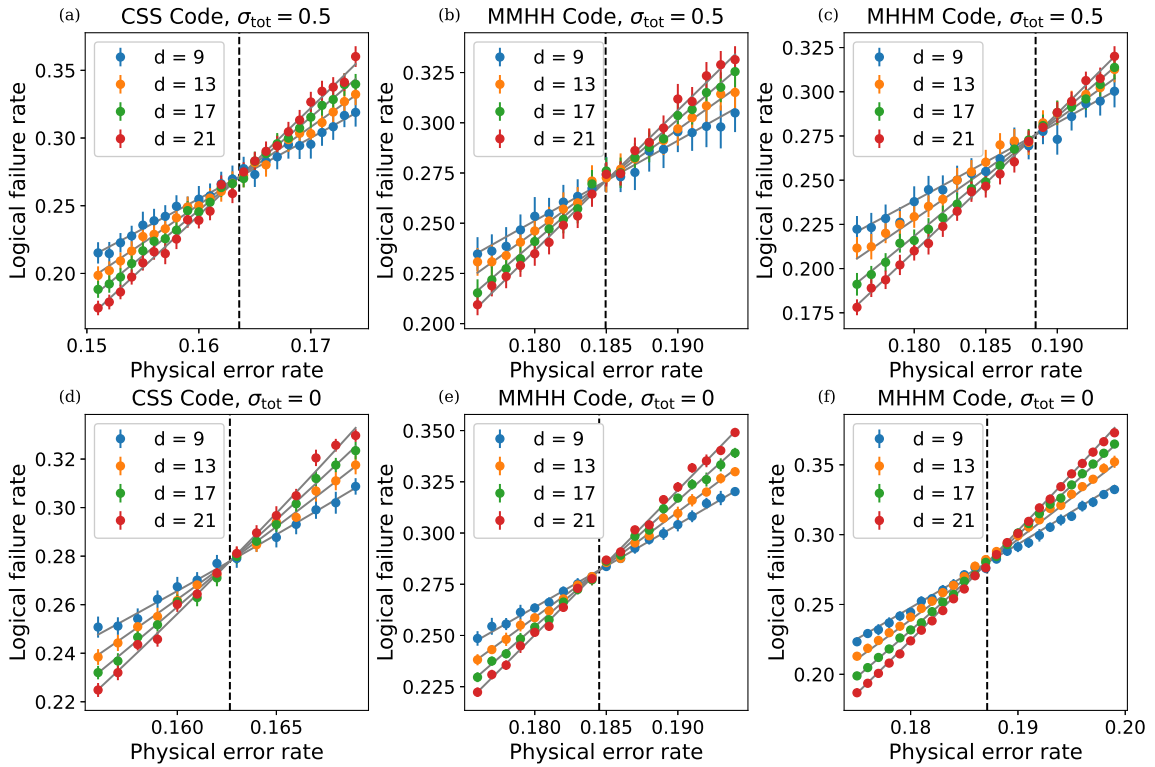 (a) CSS Code, σtot = 0.5
d = 9
d = 13
d = 17
d = 21
0.35
0.30
0.25
0.20
0.15 0.16 0.17
Logical failure rate
Physical error rate
(b) MMHH Code, σtot = 0.5
d = 9
d = 13
d = 17
d = 21
0.325
0.300
0.275
0.250
0.225
0.200
0.180 0.185 0.190
Logical failure rate
Physical error rate
(c) MHHM Code, σtot = 0.5
d = 9
d = 13
d = 17
d = 21
0.325
0.300
0.275
0.250
0.225
0.200
0.175
0.180 0.185 0.190
Logical failure rate
Physical error rate
(d) CSS Code, σtot = 0
d = 9
d = 13
d = 17
d = 21
0.32
0.30
0.28
0.26
0.24
0.22
0.160 0.165
Logical failure rate
Physical error rate
(e) MMHH Code, σtot = 0
d = 9
d = 13
d = 17
d = 21
0.350
0.325
0.300
0.275
0.250
0.225
0.180 0.185 0.190
Logical failure rate
Physical error rate
(f) MHHM Code, σtot = 0
d = 9
d = 13
d = 17
d = 21
0.35
0.30
0.25
0.20
0.18 0.19 0.20
Logical failure rate
Physical error rate